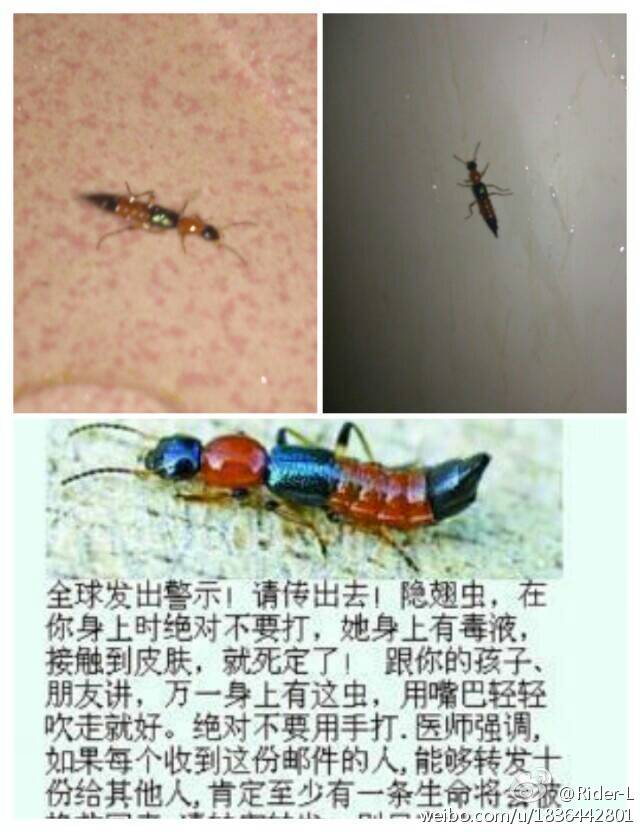 全球发出警示！请传出去！隐翅虫，在
你身上时绝对不要打，她身上有毒液，
接触到皮肤，就死定了！ 跟你的孩子、
朋友讲，万一身上有这虫，用嘴巴轻轻
吹走就好。绝对不要用手打.医师强调,
如果每个收到这份邮件的人,能够转发十
份给其他人,肯定至少有一条生命将会被
@Rider-L
weibo.com/u/1836442801